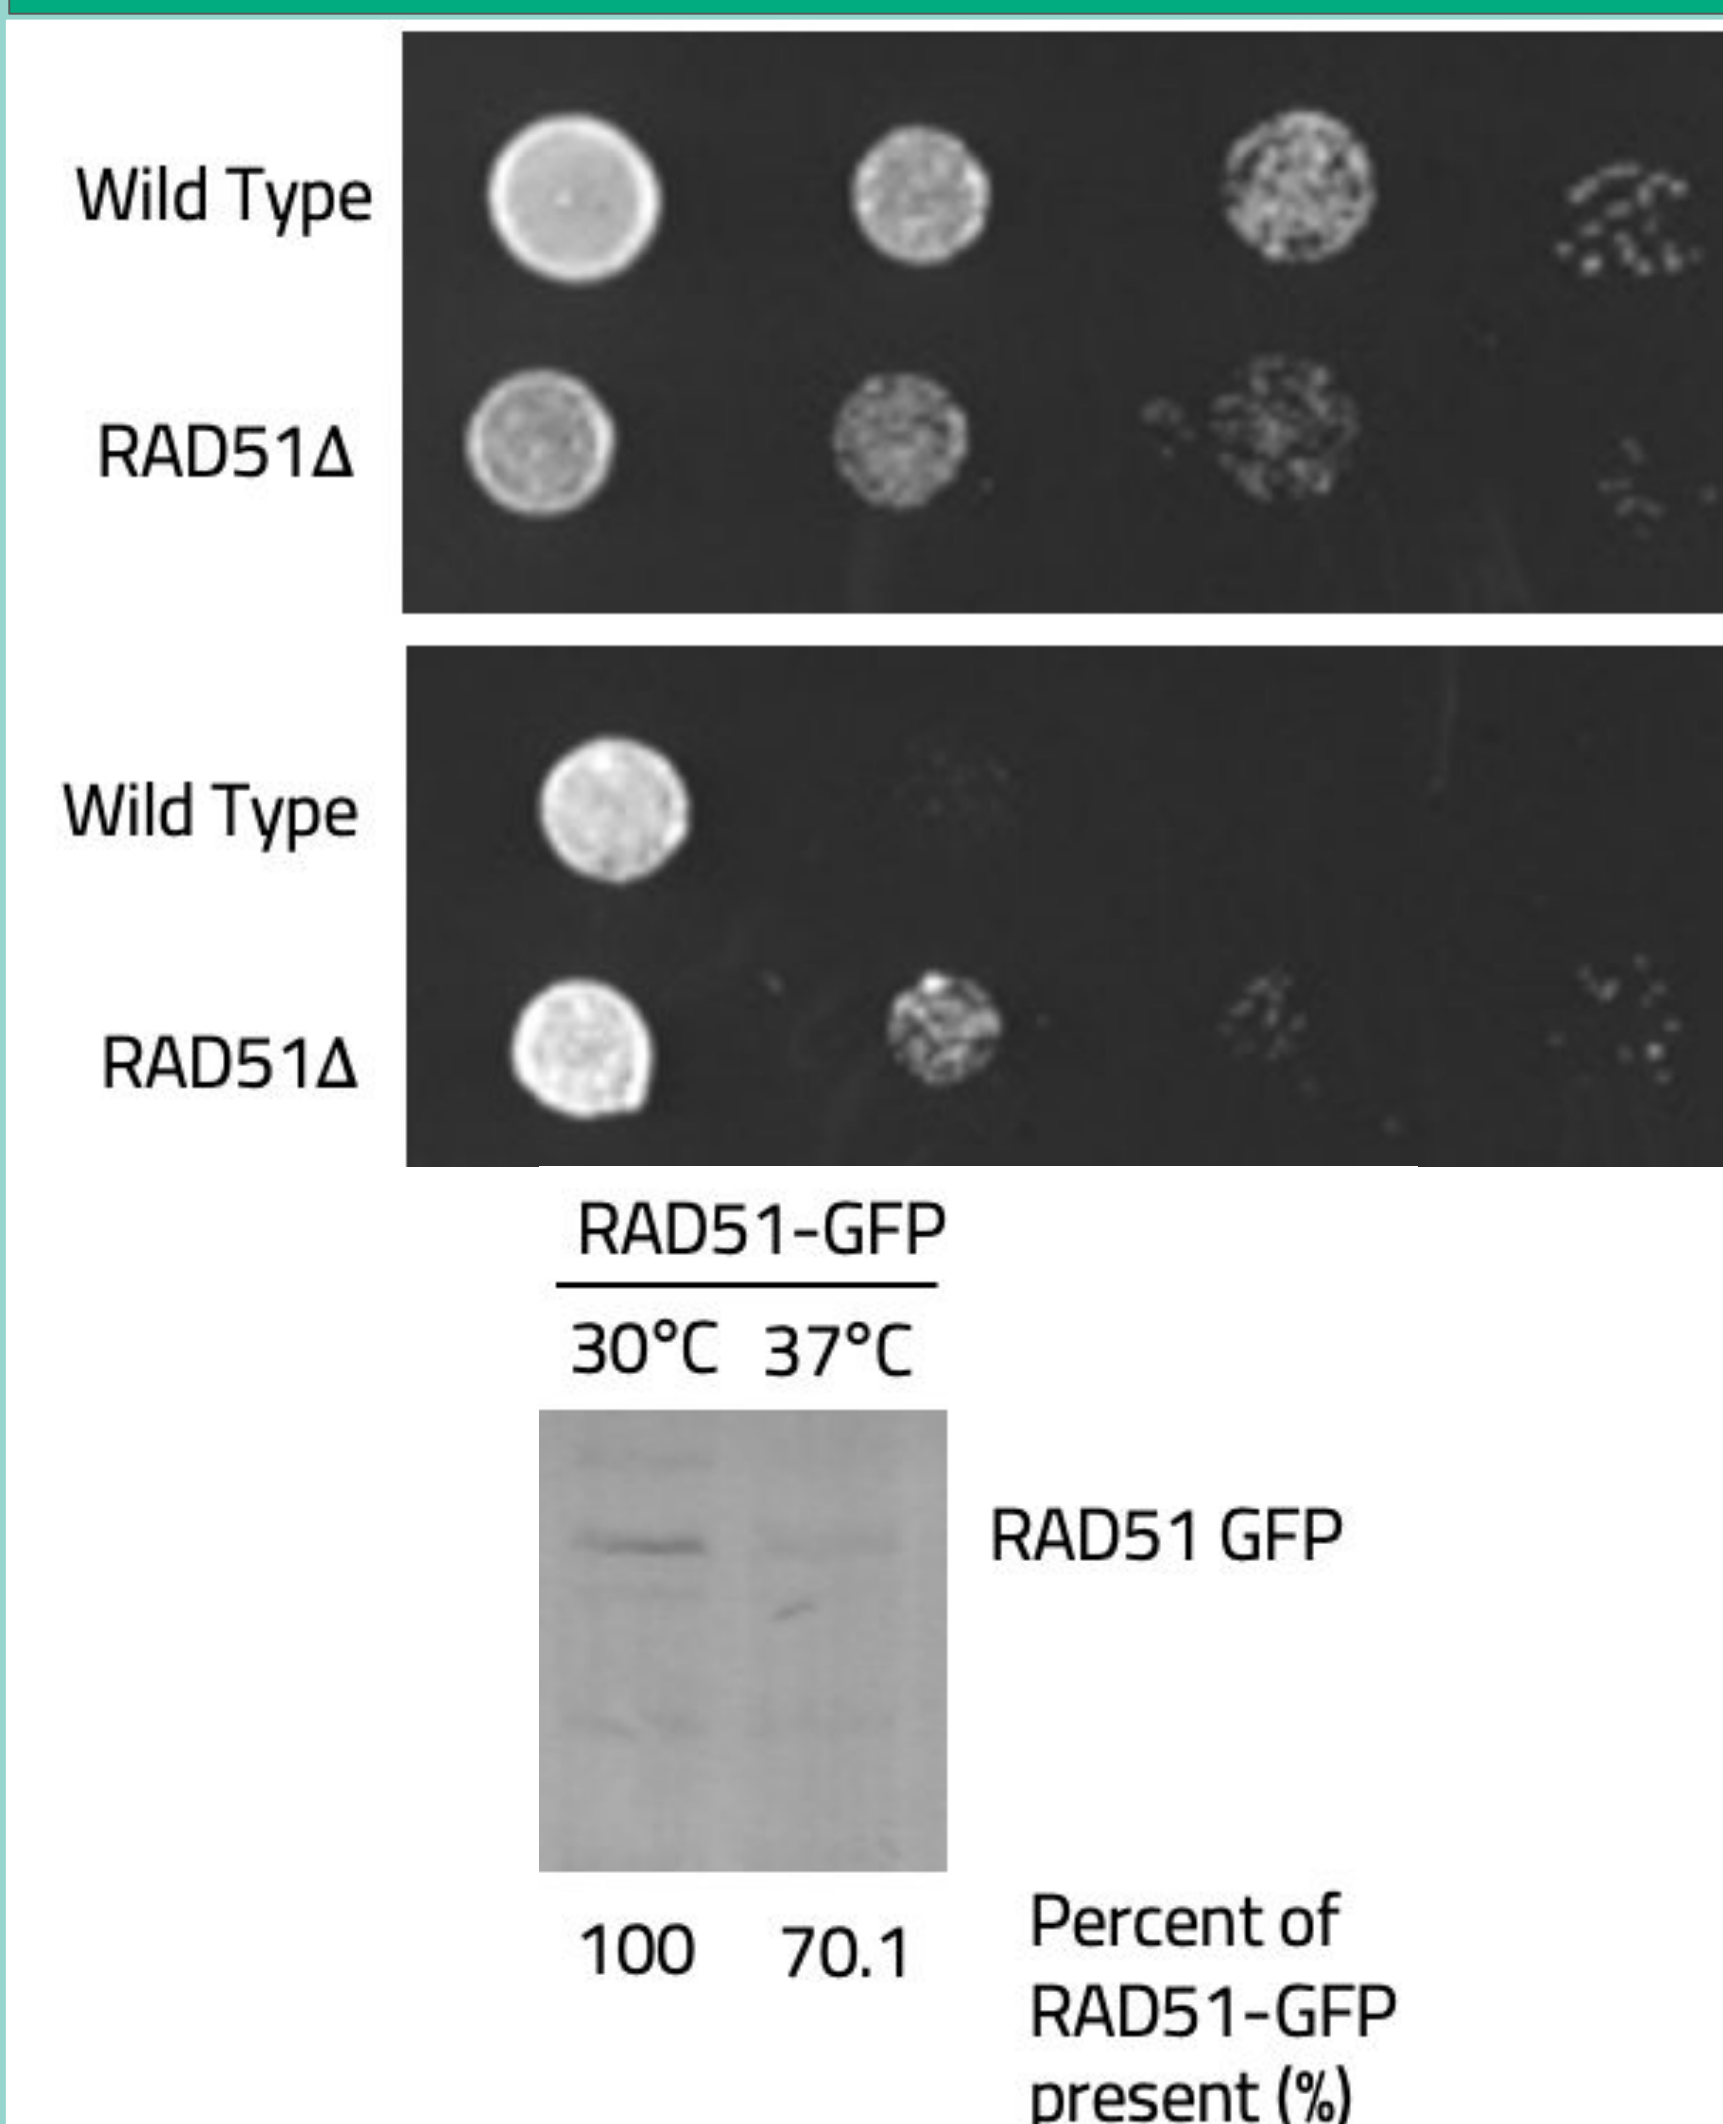 Wild Type
RAD51Δ
Wild Type
RAD51Δ
RAD51-GFP
30°C 37°C
RAD51 GFP
100 70.1
Percent of
RAD51-GFP
present (%)